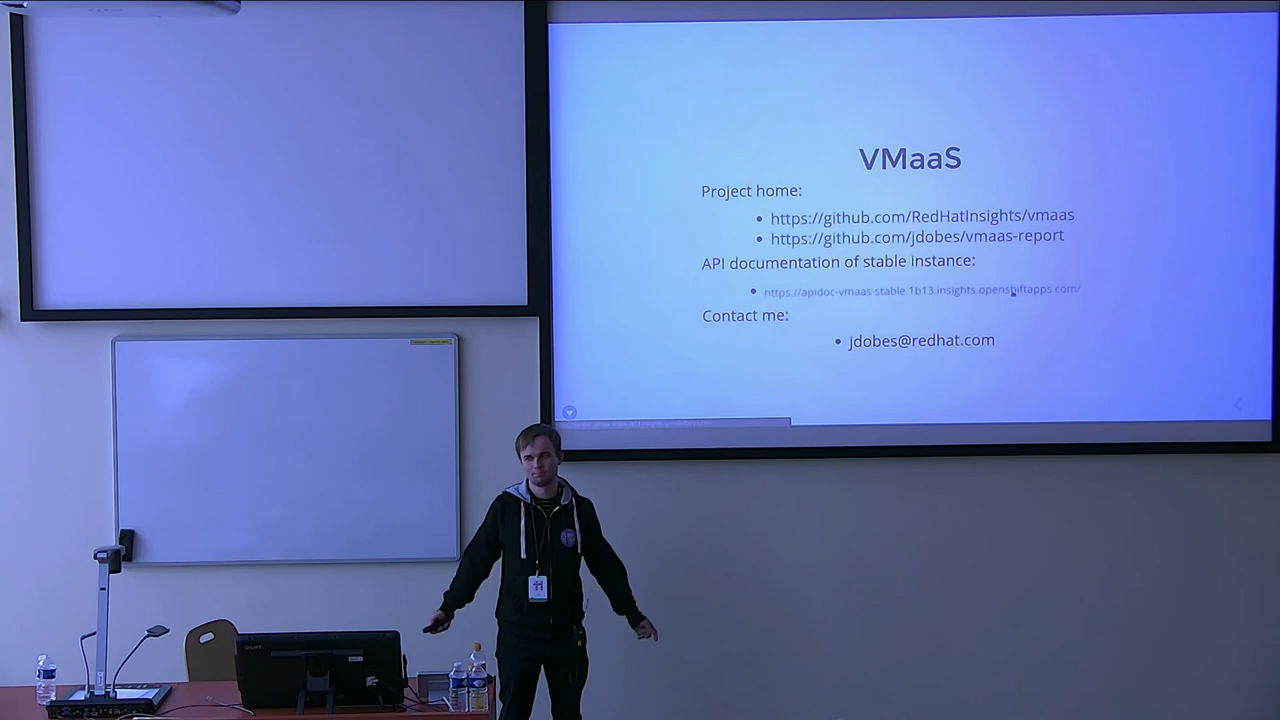 VMaaS
Project home:
• https://github.com/RedHatInsights/vmaas
• https://github.com/jdobes/vmaas-report
API documentation of stable instance:
• https://apidoc-vmaas-stable.1b13.insights.openshiftapps.com/
Contact me:
• jdobes@redhat.com